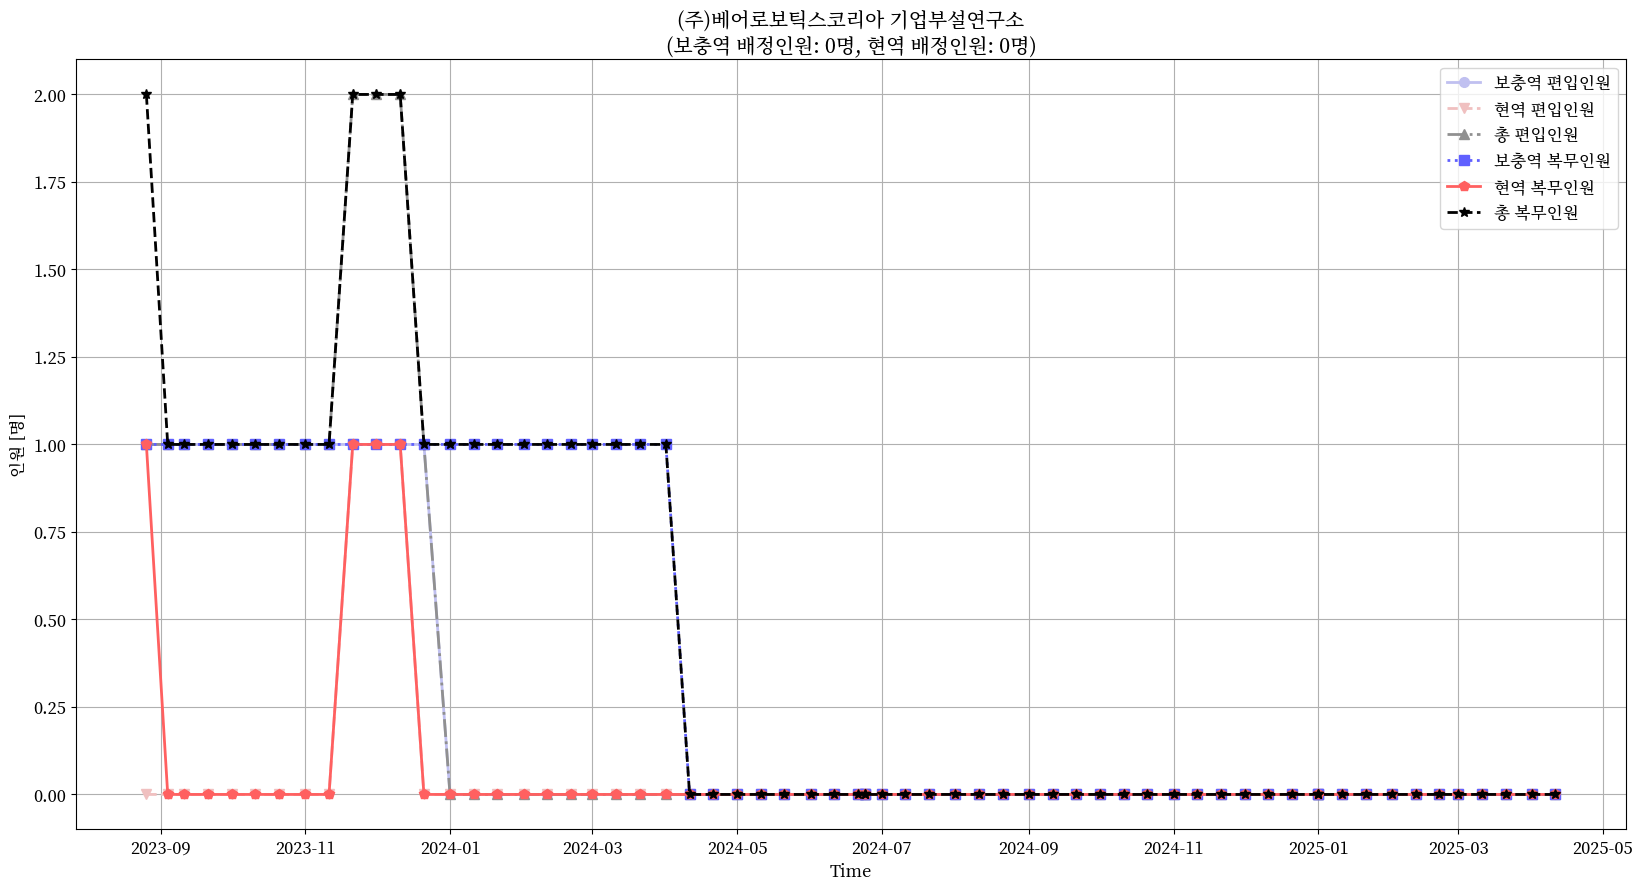 (주)베어로보틱스코리아 기업부설연구소
(보충역 배정인원: 0명, 현역 배정인원: 0명)
보충역 편입인원
현역 편입인원
총 편입인원
보충역 복무인원
현역 복무인원
총 복무인원
인원 [명]
2.00
1.75
1.50
1.25
1.00
0.75
0.50
0.25
0.00
2023-09 2023-11 2024-01 2024-03 2024-05 2024-07 2024-09 2024-11 2025-01 2025-03 2025-05
Time